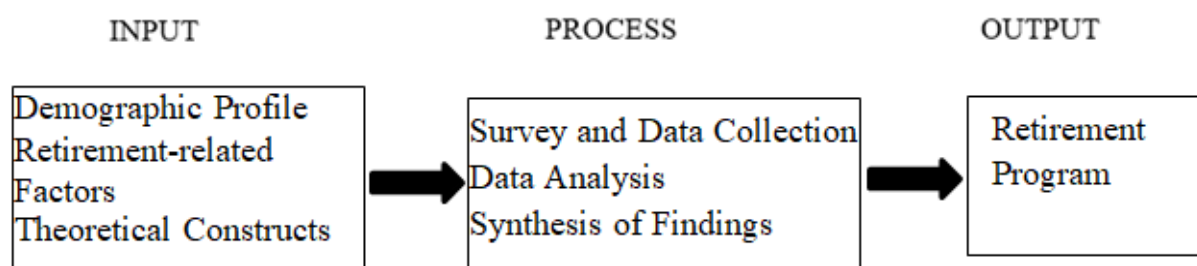 INPUT
PROCESS
OUTPUT
Demographic Profile
Retirement-related
Factors
Theoretical Constructs
Survey and Data Collection
Data Analysis
Synthesis of Findings
Retirement
Program